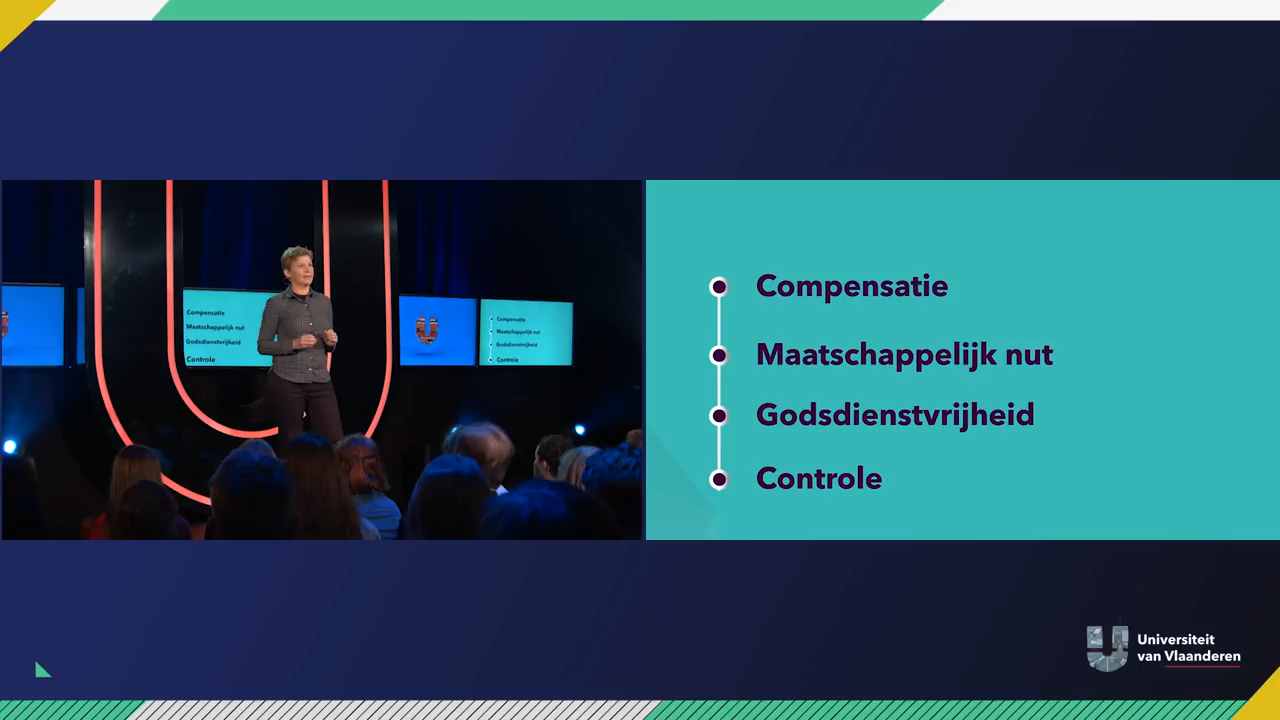 Compensatie
Maatschappelijk nut
Godsdienstvrijheid
Controle
Compensatie
Maatschappelijk nut
Godsdienstvrijheid
Controle
Compensatie
Maatschappelijk nut
Godsdienstvrijheid
Controle
Universiteit
van Vlaanderen